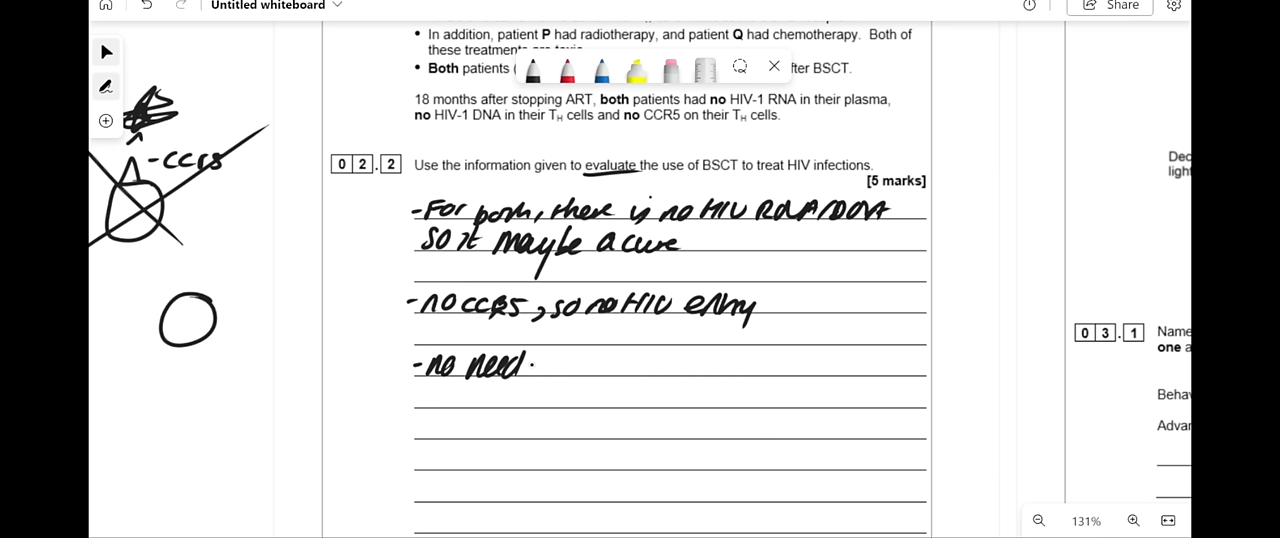 Untitled whiteboard
Share
• In addition, patient P had radiotherapy, and patient Q had chemotherapy. Both of
these treatments are toxic.
• Both patients fter BSCT.
18 months after stopping ART, both patients had no HIV-1 RNA in their plasma,
no HIV-1 DNA in their TH cells and no CCR5 on their TH cells.
-CCR5
0 2 . 2 Use the information given to evaluate the use of BSCT to treat HIV infections.
[5 marks]
-For both, there is no HIV RNA/DNA
so it maybe a cure
-no CCR5, so no HIV entry
-no need.
Dec
light
0 3 . 1 Name
one a
Behav
Advar
131%